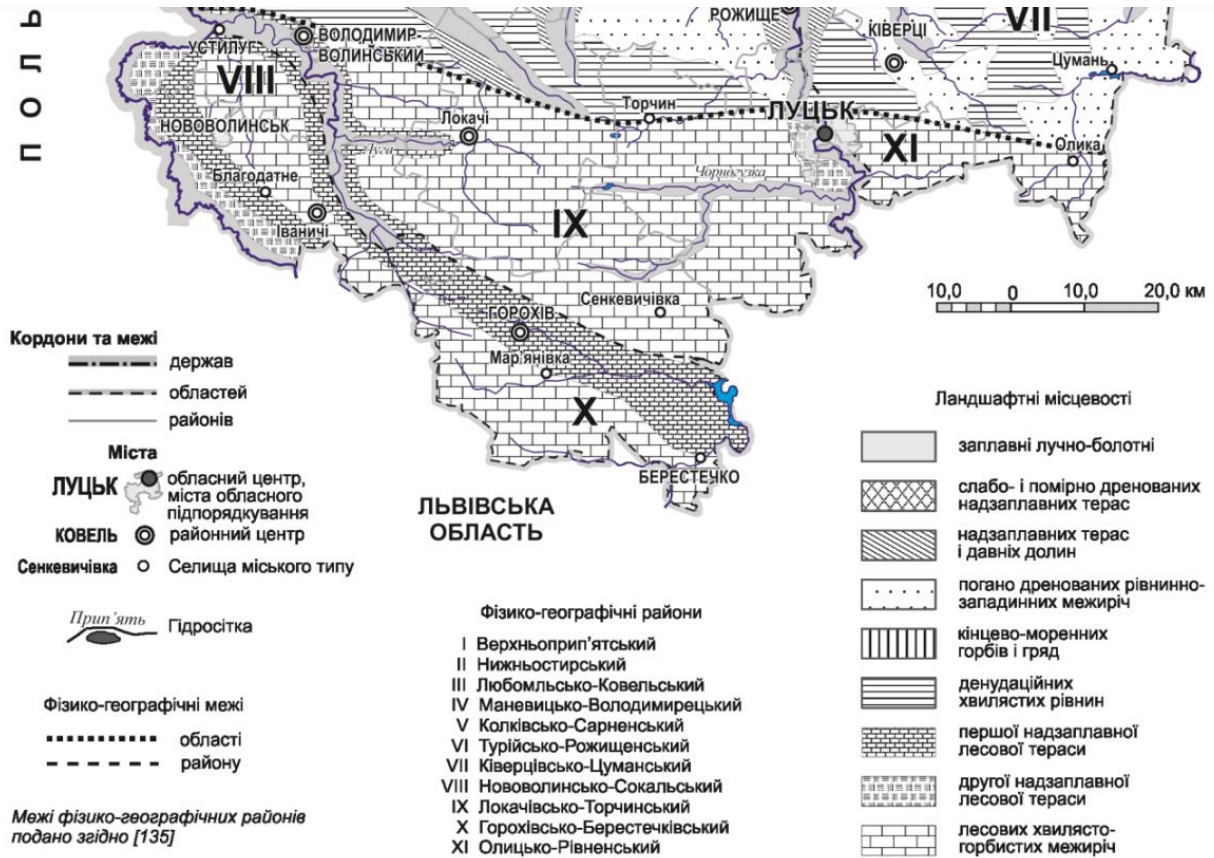 П О Л Ь
УСТИЛУГ
ВОЛОДИМИР-
ВОЛИНСЬКИЙ
РОЖИЩЕ
КІВЕРЦІ
VII
Цумань
VIII
НОВОВОЛИНСЬК
Локачі
Торчин
ЛУЦЬК
XI
Олика
Луга
Чорногузка
Благодатне
Іваничі
IX
Сенкевичівка
ГОРОХІВ
Мар'янівка
X
БЕРЕСТЕЧКО
ЛЬВІВСЬКА
ОБЛАСТЬ
10,0 0 10,0 20,0 км
Кордони та межі
держав
областей
районів
Міста
ЛУЦЬК
обласний центр,
міста обласного
підпорядкування
КОВЕЛЬ районний центр
Сенкевичівка Селища міського типу
Прип'ять Гідросітка
Фізико-географічні межі
області
району
Межі фізико-географічних районів
подано згідно [135]
Фізико-географічні райони
I Верхньоприп'ятський
II Нижньостирський
III Любомльсько-Ковельський
IV Маневицько-Володимирецький
V Колківсько-Сарненський
VI Турійсько-Рожищенський
VII Ківерцівсько-Цуманський
VIII Нововолинсько-Сокальський
IX Локачівсько-Торчинський
X Горохівсько-Берестечківський
XI Олицько-Рівненський
Ландшафтні місцевості
заплавні лучно-болотні
слабо- і помірно дренованих
надзаплавних терас
надзаплавних терас
і давніх долин
погано дренованих рівнинно-
западинних межиріч
кінцево-моренних
горбів і гряд
денудаційних
хвилястих рівнин
першої надзаплавної
лесової тераси
другої надзаплавної
лесової тераси
лесових хвилясто-
горбистих межиріч